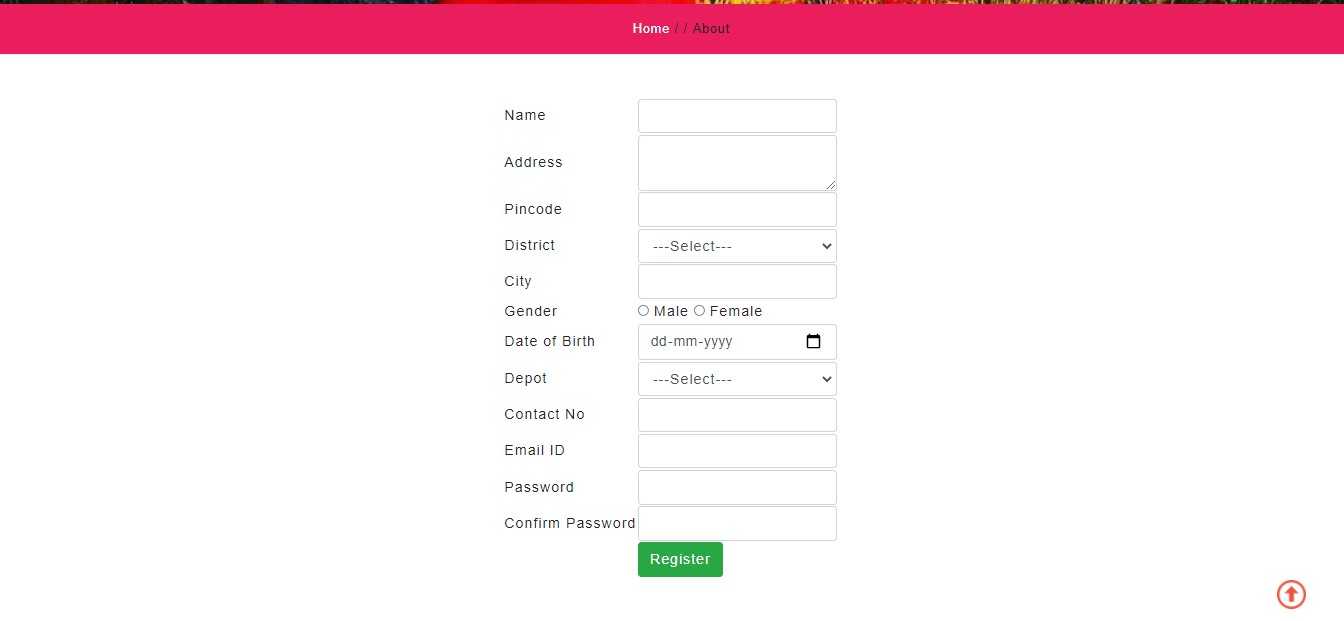 Home / / About
Name
Address
Pincode
District ---Select---
City
Gender Male Female
Date of Birth dd-mm-yyyy
Depot ---Select---
Contact No
Email ID
Password
Confirm Password
Register